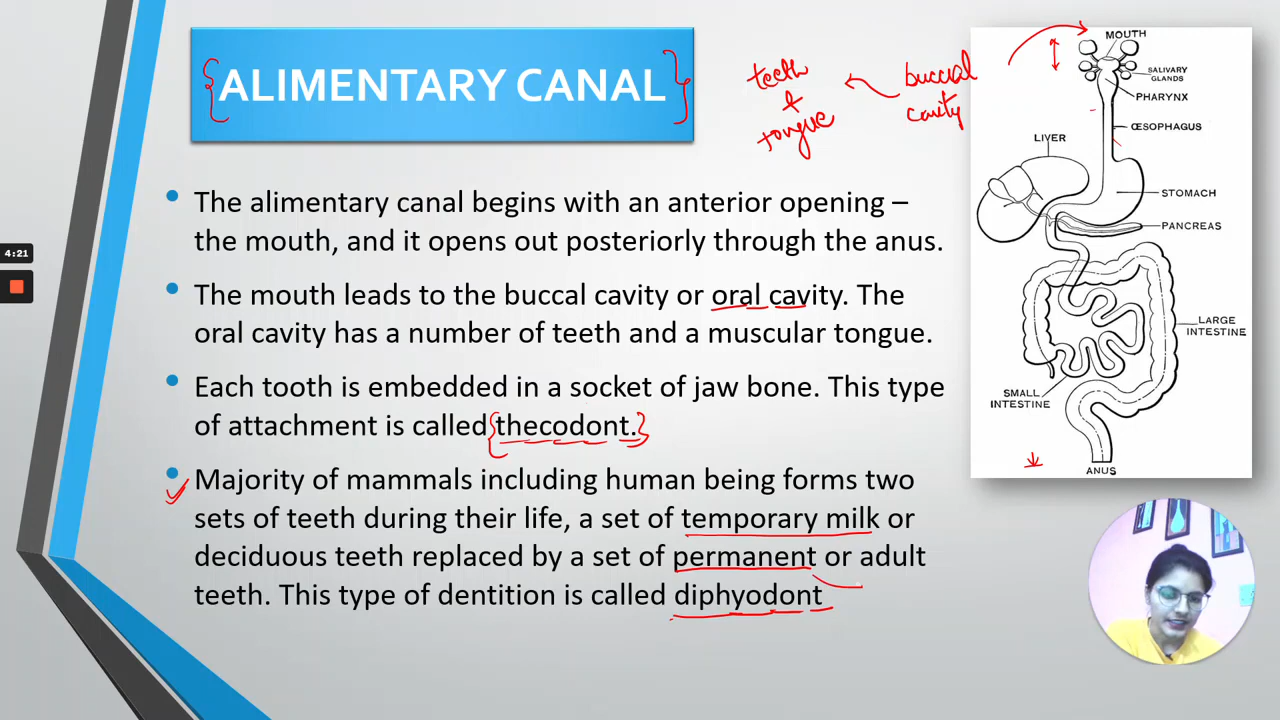 ALIMENTARY CANAL
teeth
&
tongue
buccal
cavity
The alimentary canal begins with an anterior opening –
the mouth, and it opens out posteriorly through the anus.
The mouth leads to the buccal cavity or oral cavity. The
oral cavity has a number of teeth and a muscular tongue.
Each tooth is embedded in a socket of jaw bone. This type
of attachment is called thecodont.
Majority of mammals including human being forms two
sets of teeth during their life, a set of temporary milk or
deciduous teeth replaced by a set of permanent or adult
teeth. This type of dentition is called diphyodont
MOUTH
SALIVARY
GLANDS
PHARYNX
ŒSOPHAGUS
LIVER
STOMACH
PANCREAS
LARGE
INTESTINE
SMALL
INTESTINE
ANUS
4:21